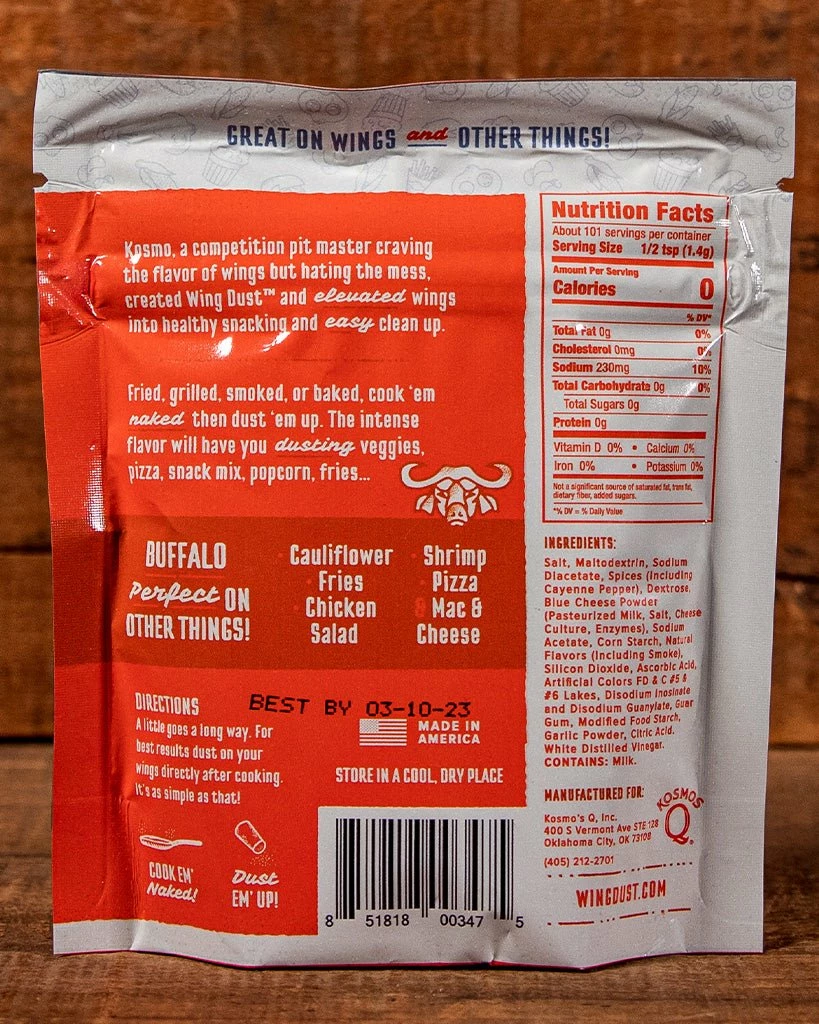 GREAT ON WINGS and OTHER THINGS!
Kosmo, a competition pit master craving
the flavor of wings but hating the mess,
created Wing Dust™ and elevated wings
into healthy snacking and easy clean up.
Fried, grilled, smoked, or baked, cook ‘em
naked then dust ‘em up. The intense
flavor will have you dusting veggies,
pizza, snack mix, popcorn, fries...
BUFFALO
Perfect ON
OTHER THINGS!
Cauliflower
Fries
Chicken
Salad
Shrimp
Pizza
Mac &
Cheese
DIRECTIONS
A little goes a long way. For
best results dust on your
wings directly after cooking.
It's as simple as that!
BEST BY 03-10-23
MADE IN
AMERICA
STORE IN A COOL, DRY PLACE
COOK EM'
Naked!
Dust
EM' UP!
8 51818 00347 5
Nutrition Facts
About 101 servings per container
Serving Size 1/2 tsp (1.4g)
Amount Per Serving
Calories 0
% DV*
Total Fat 0g 0%
Cholesterol 0mg 0%
Sodium 230mg 10%
Total Carbohydrate 0g 0%
Total Sugars 0g
Protein 0g
Vitamin D 0% • Calcium 0%
Iron 0% • Potassium 0%
Not a significant source of saturated fat, trans fat,
dietary fiber, added sugars.
*% DV = % Daily Value
INGREDIENTS:
Salt, Maltodextrin, Sodium
Diacetate, Spices (Including
Cayenne Pepper), Dextrose,
Blue Cheese Powder
(Pasteurized Milk, Salt, Cheese
Culture, Enzymes), Sodium
Acetate, Corn Starch, Natural
Flavors (Including Smoke),
Silicon Dioxide, Ascorbic Acid,
Artificial Colors FD & C #5 &
#6 Lakes, Disodium Inosinate
and Disodium Guanylate, Guar
Gum, Modified Food Starch,
Garlic Powder, Citric Acid,
White Distilled Vinegar.
CONTAINS: Milk.
MANUFACTURED FOR:
Kosmo's Q, Inc.
400 S Vermont Ave STE 128
Oklahoma City, OK 73108
(405) 212-2701
KOSMOS
Q
WINGDUST.COM